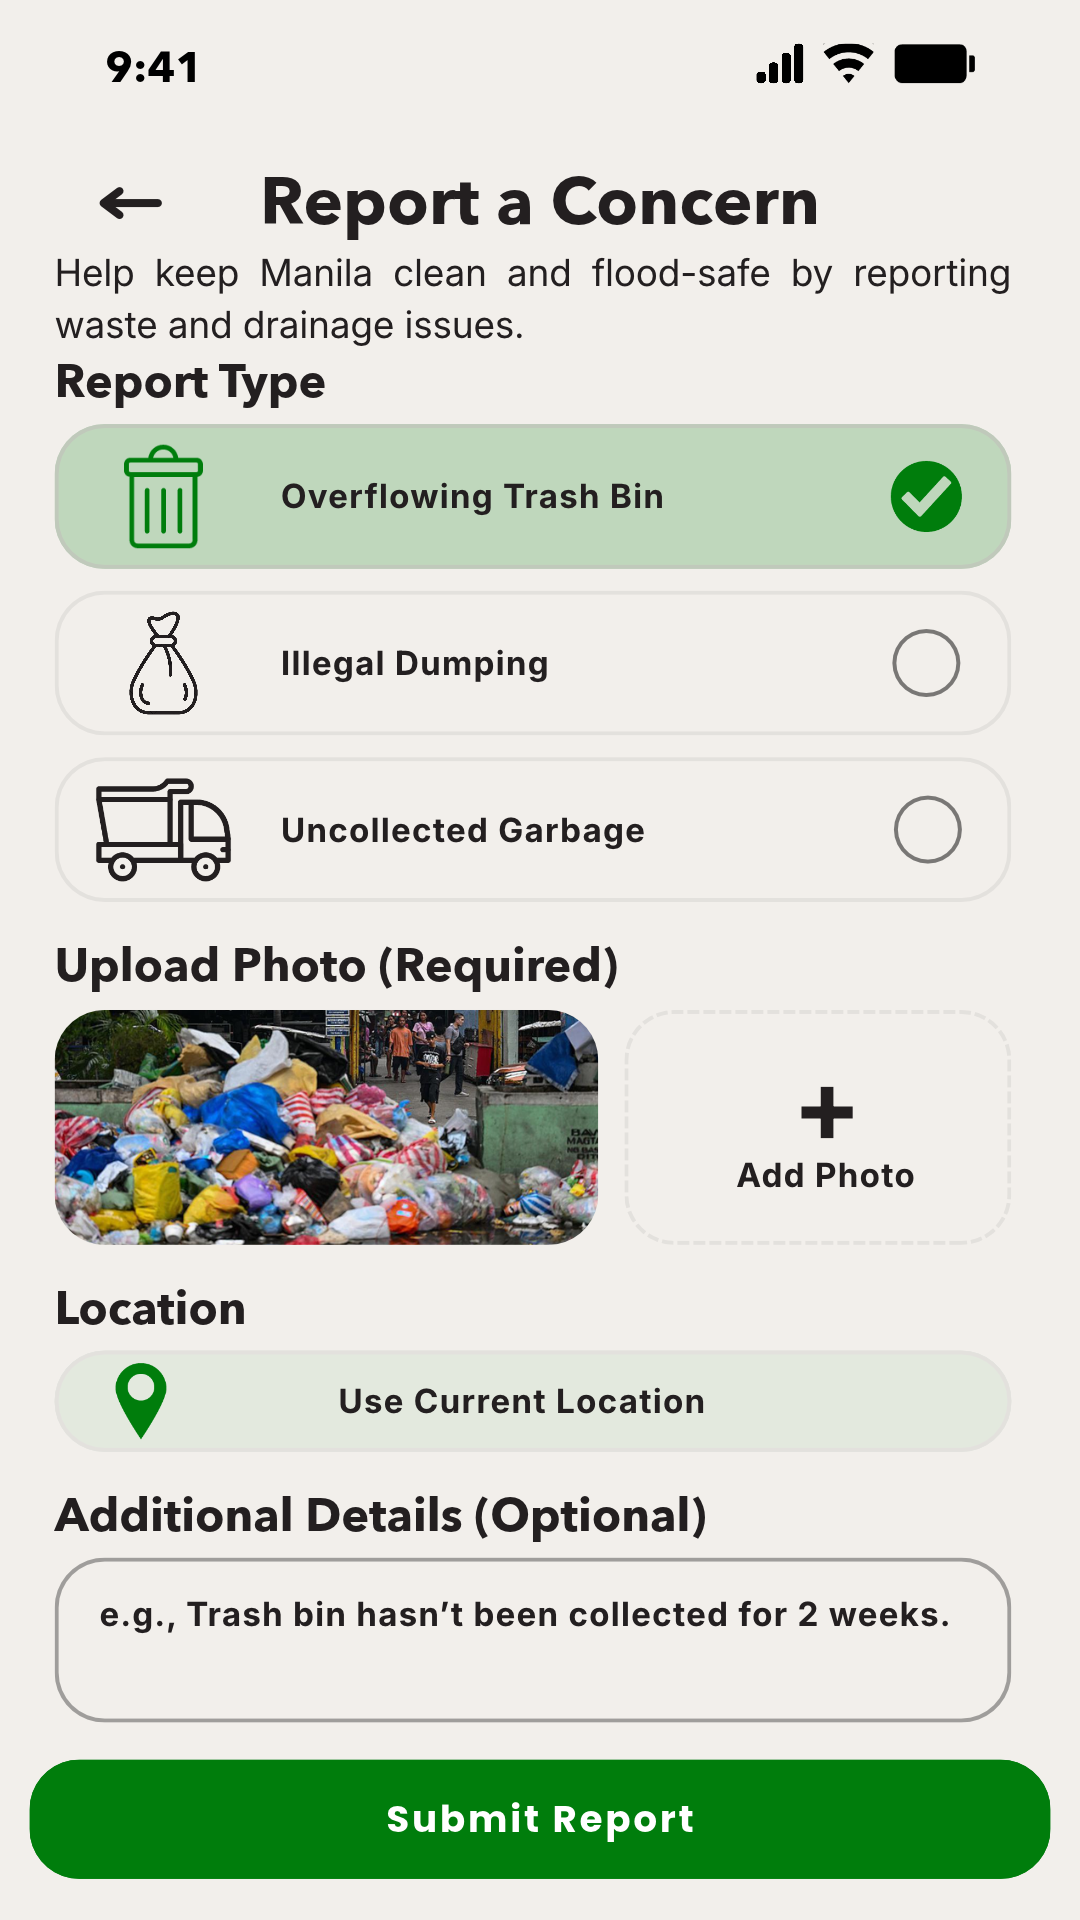 9:41
Report a Concern
Help keep Manila clean and flood-safe by reporting
waste and drainage issues.
Report Type
Overflowing Trash Bin
Illegal Dumping
Uncollected Garbage
Upload Photo (Required)
Add Photo
Location
Use Current Location
Additional Details (Optional)
e.g., Trash bin hasn’t been collected for 2 weeks.
Submit Report